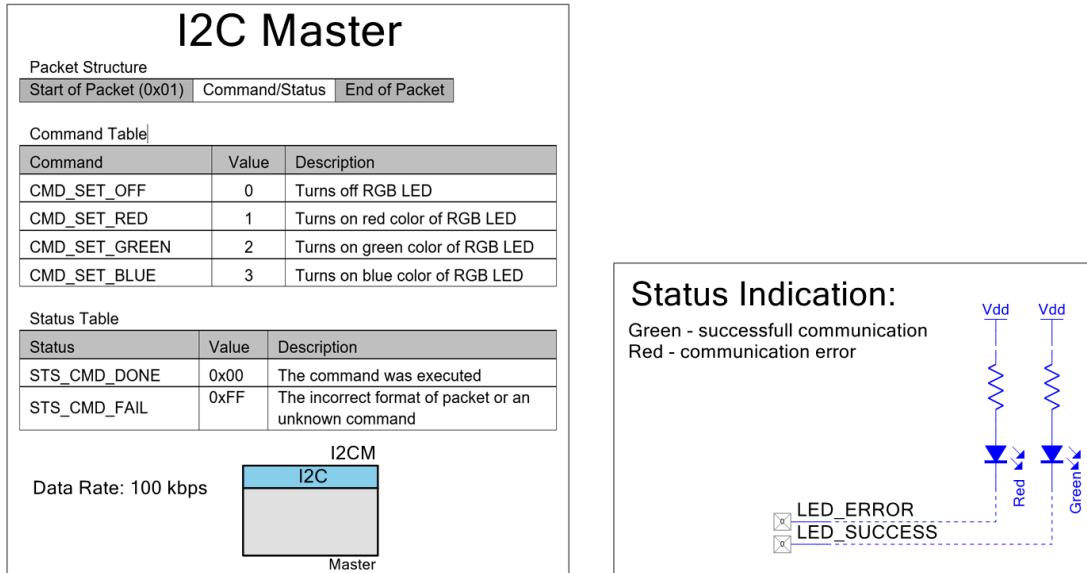 I2C Master
Packet Structure
Start of Packet (0x01) Command/Status End of Packet
Command Table
Command Value Description
CMD_SET_OFF 0 Turns off RGB LED
CMD_SET_RED 1 Turns on red color of RGB LED
CMD_SET_GREEN 2 Turns on green color of RGB LED
CMD_SET_BLUE 3 Turns on blue color of RGB LED
Status Table
Status Value Description
STS_CMD_DONE 0x00 The command was executed
STS_CMD_FAIL 0xFF The incorrect format of packet or an
unknown command
I2CM
I2C
Data Rate: 100 kbps
Master
Status Indication:
Green - successfull communication
Red - communication error
Vdd Vdd
Red
Green
LED_ERROR
LED_SUCCESS